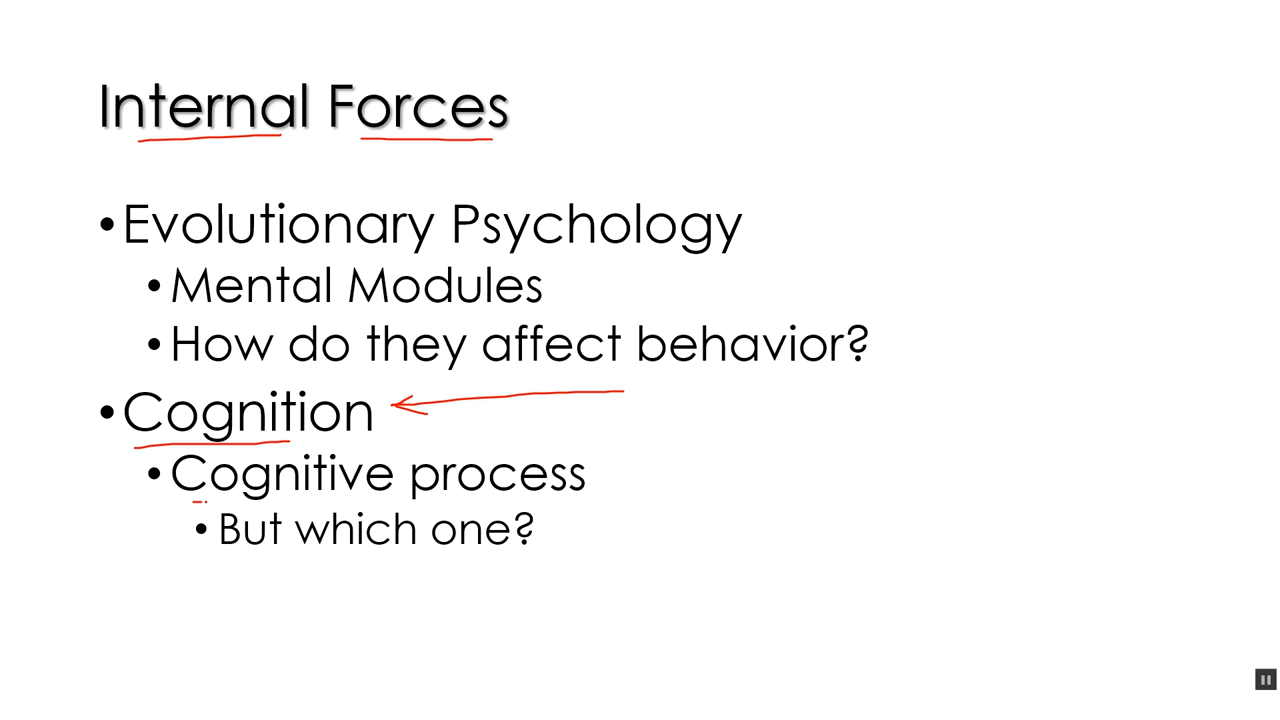 Internal Forces
•Evolutionary Psychology
•Mental Modules
•How do they affect behavior?
•Cognition
•Cognitive process
•But which one?